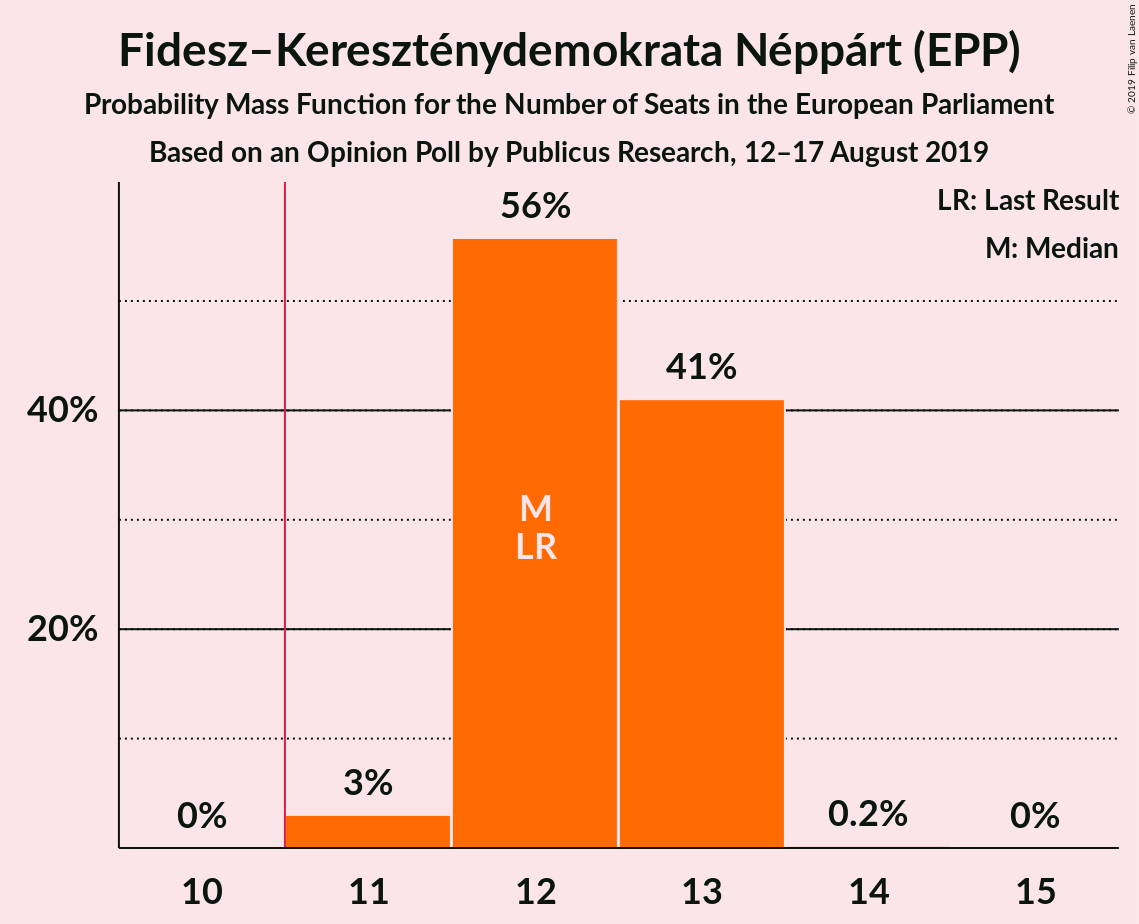 Fidesz–Kereszténydemokrata Néppárt (EPP)
Probability Mass Function for the Number of Seats in the European Parliament
Based on an Opinion Poll by Publicus Research, 12–17 August 2019
© 2019 Filip van Laenen
LR: Last Result
M: Median
56%
41%
40%
M
LR
20%
3%
0%
0.2%
0%
10 11 12 13 14 15